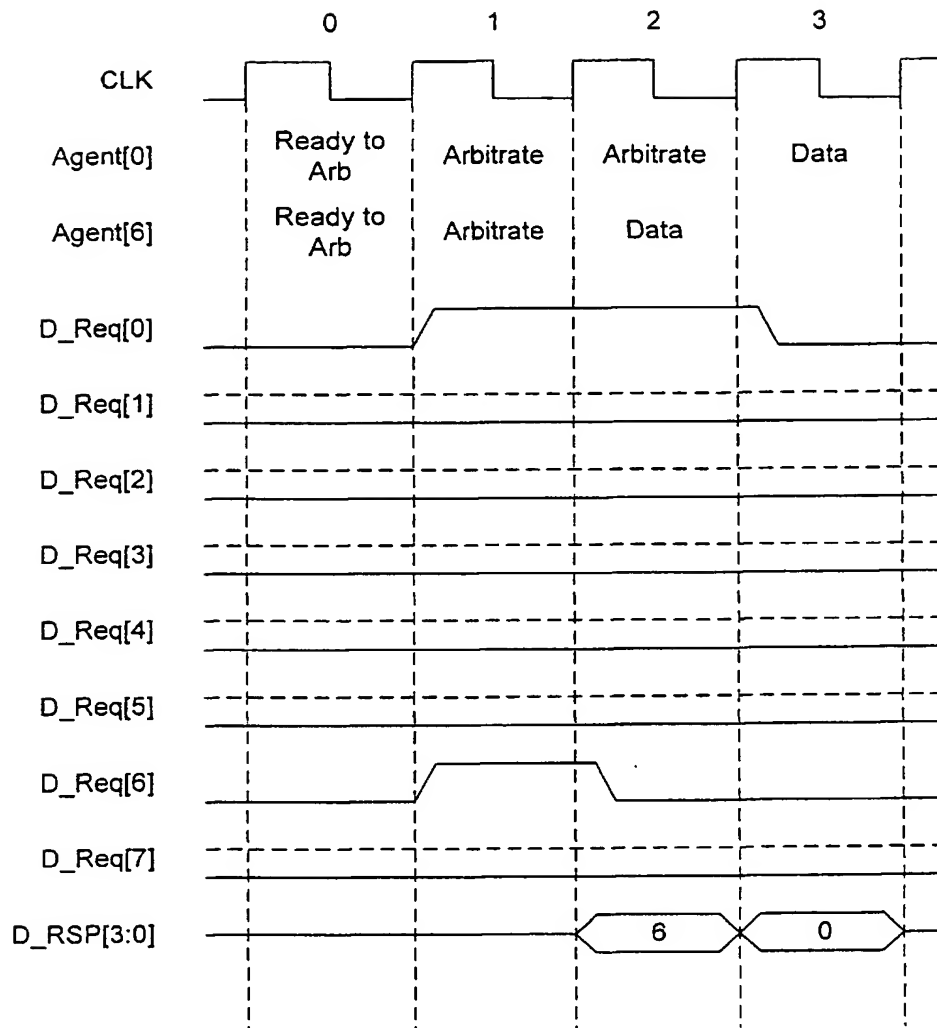 0 1 2 3
CLK
Agent[0] Ready to Arb Arbitrate Arbitrate Data
Agent[6] Ready to Arb Arbitrate Data
D_Req[0]
D_Req[1]
D_Req[2]
D_Req[3]
D_Req[4]
D_Req[5]
D_Req[6]
D_Req[7]
D_RSP[3:0] 6 0